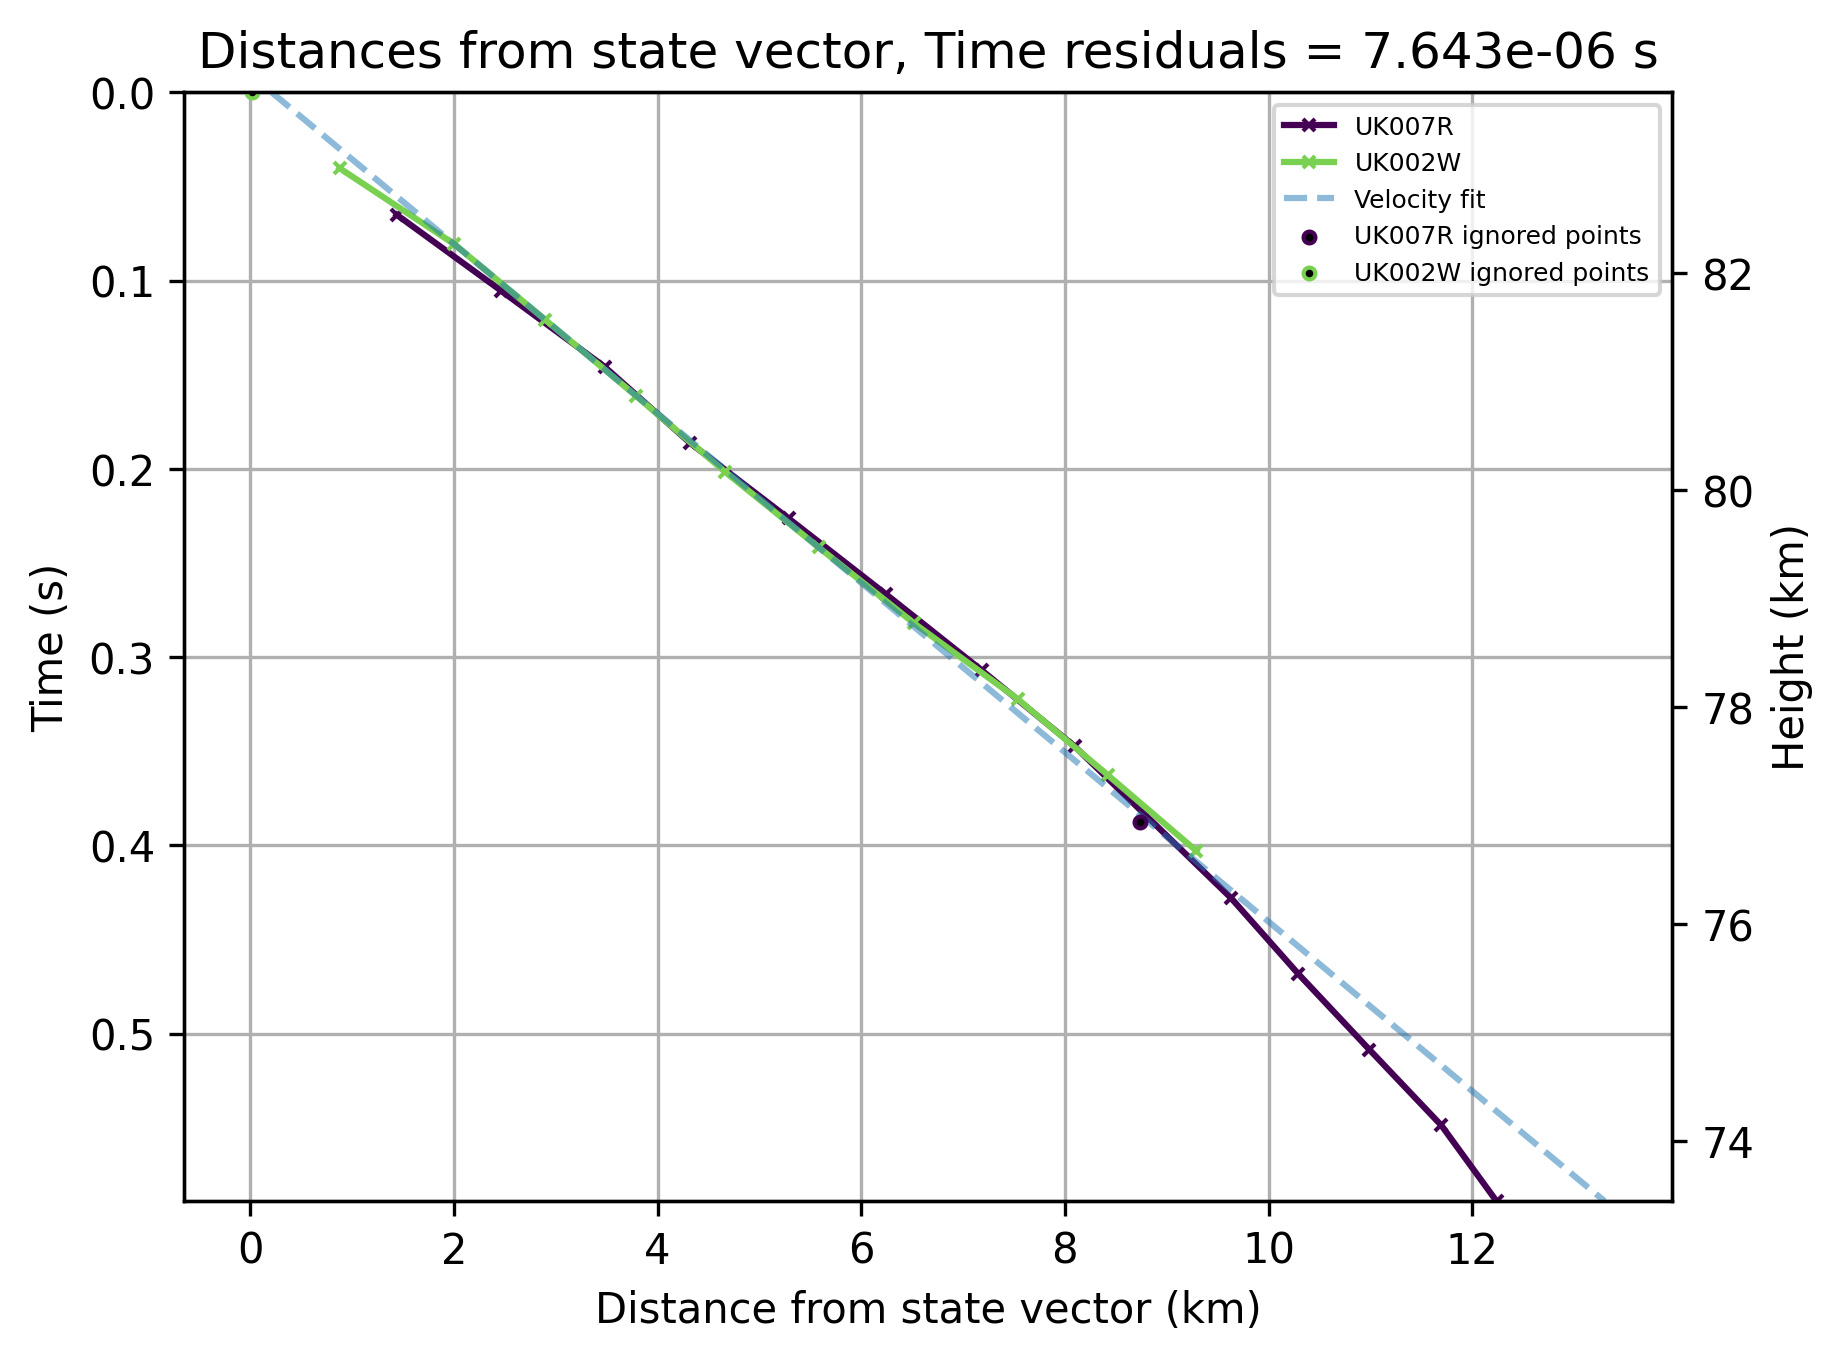 Distances from state vector, Time residuals = 7.643e-06 s
UK007R
UK002W
Velocity fit
UK007R ignored points
UK002W ignored points
0.0
0.1
0.2
0.3
0.4
0.5
Time (s)
82
80
78
76
74
Height (km)
0 2 4 6 8 10 12
Distance from state vector (km)